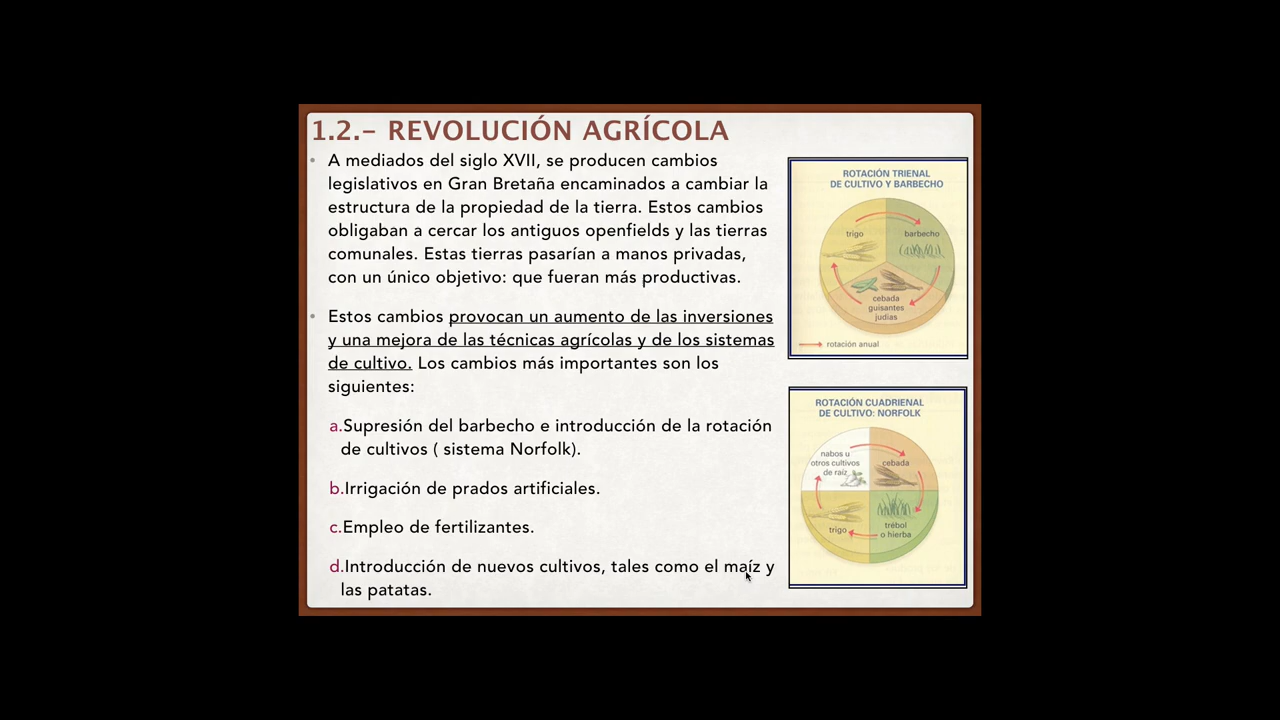 1.2.– REVOLUCIÓN AGRÍCOLA
• A mediados del siglo XVII, se producen cambios
legislativos en Gran Bretaña encaminados a cambiar la
estructura de la propiedad de la tierra. Estos cambios
obligaban a cercar los antiguos openfields y las tierras
comunales. Estas tierras pasarían a manos privadas,
con un único objetivo: que fueran más productivas.
• Estos cambios provocan un aumento de las inversiones
y una mejora de las técnicas agrícolas y de los sistemas
de cultivo. Los cambios más importantes son los
siguientes:
a.Supresión del barbecho e introducción de la rotación
de cultivos ( sistema Norfolk).
b.Irrigación de prados artificiales.
c.Empleo de fertilizantes.
d.Introducción de nuevos cultivos, tales como el maíz y
las patatas.
ROTACIÓN TRIENAL
DE CULTIVO Y BARBECHO
trigo
barbecho
cebada
guisantes
judías
rotación anual
ROTACIÓN CUADRIENAL
DE CULTIVO: NORFOLK
nabos u
otros cultivos
de raíz
cebada
trigo
trébol
o hierba